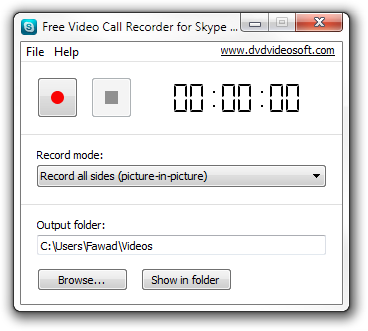 Free Video Call Recorder for Skype ...
File Help www.dvdvideosoft.com
00:00:00
Record mode:
Record all sides (picture-in-picture)
Output folder:
C:\Users\Fawad\Videos
Browse... Show in folder